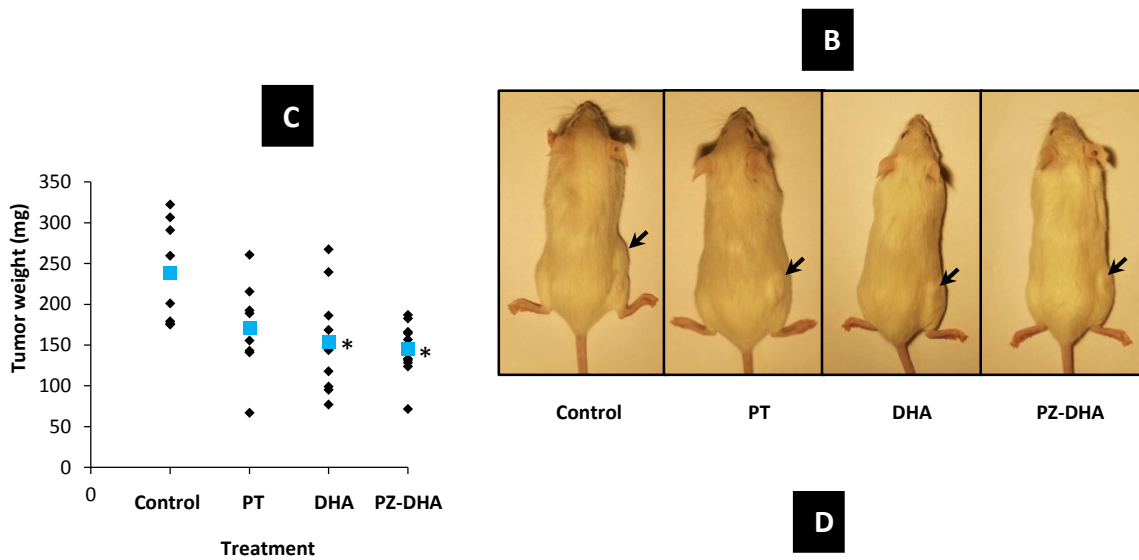 B
C
Tumor weight (mg)
350
300
250
200
150
100
50
0
0
*
*
Control PT DHA PZ-DHA
Treatment
Control PT DHA PZ-DHA
D